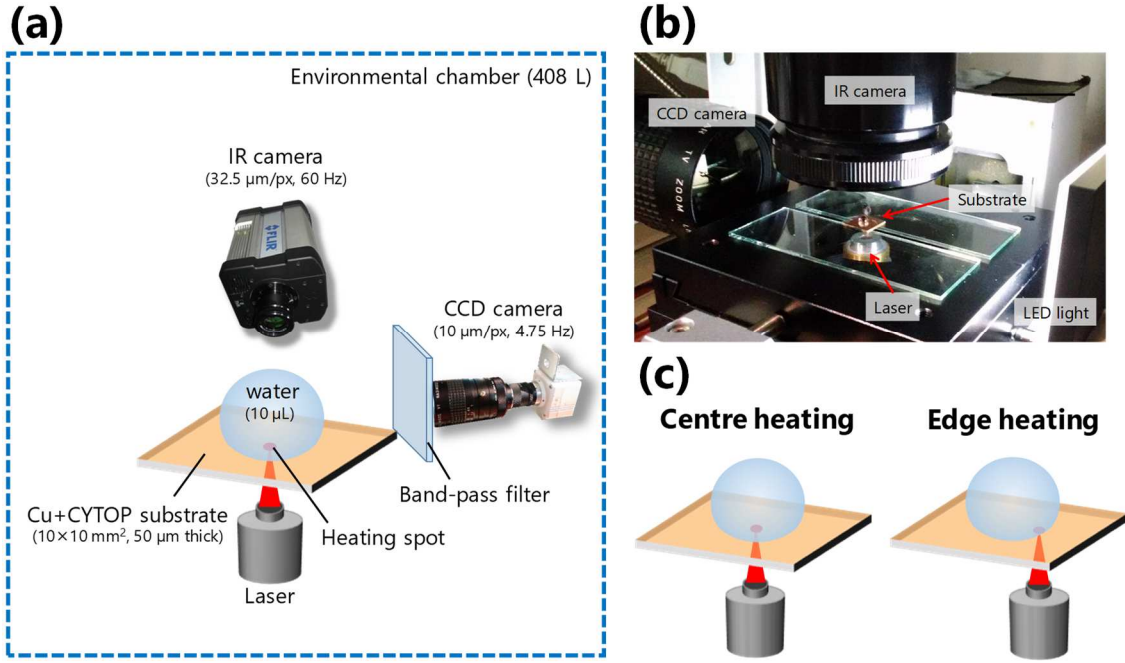 (a)
Environmental chamber (408 L)
IR camera
(32.5 µm/px, 60 Hz)
FLIR
CCD camera
(10 µm/px, 4.75 Hz)
water
(10 µL)
Band-pass filter
Cu+CYTOP substrate
(10×10 mm², 50 µm thick)
Heating spot
Laser
(b)
IR camera
CCD camera
TV ZOOM
Substrate
Laser
LED light
(c)
Centre heating
Edge heating